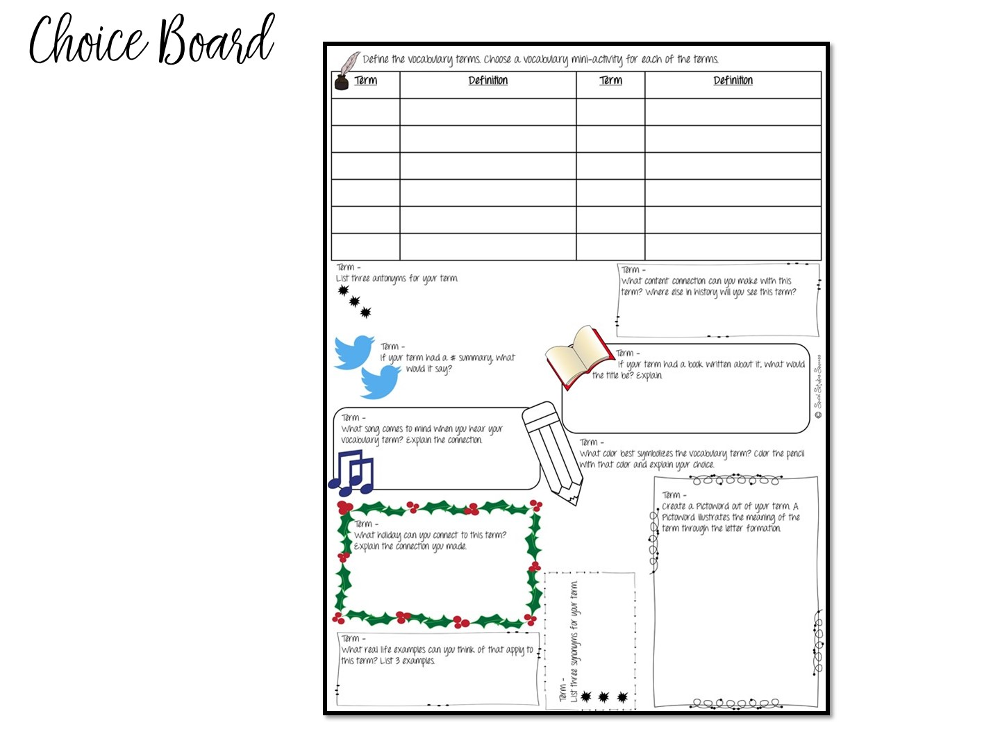 Choice Board
Define the vocabulary terms. Choose a vocabulary mini-activity for each of the terms.
Term Definition Term Definition
Term -
List three antonyms for your term.
Term -
What content connection can you make with this
term? Where else in history will you see this term?
Term -
If your term had a # summary, what
would it say?
Term -
If your term had a book written about it, what would
the title be? Explain.
© Social Studies Success
Term -
What song comes to mind when you hear your
vocabulary term? Explain the connection.
Term -
What color best symbolizes the vocabulary term? Color the pencil
with that color and explain your choice.
Term -
Create a Pictoword out of your term. A
Pictoword illustrates the meaning of the
term through the letter formation.
Term -
What holiday can you connect to this term?
Explain the connection you made.
Term -
List three synonyms for your term.
Term -
What real life examples can you think of that apply to
this term? List 3 examples.